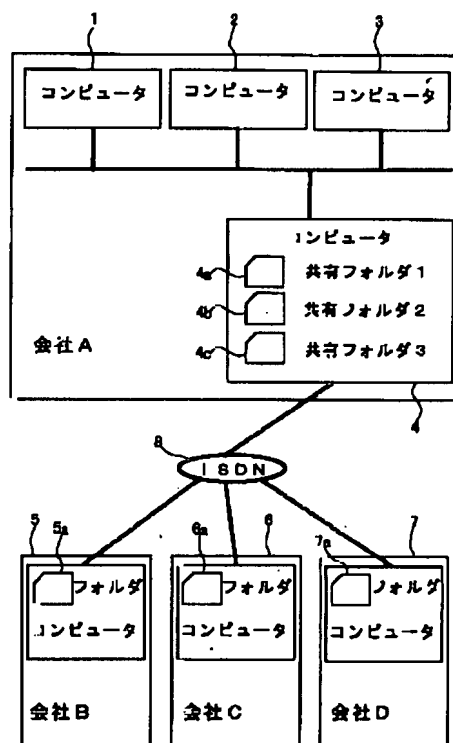 1 2 3
コンピュータ コンピュータ コンピュータ
コンピュータ
4a 共有フォルダ1
4b 共有フォルダ2
4c 共有フォルダ3
会社A
4
8
ISDN
5 5a 6a 6 7a 7
フォルダ フォルダ フォルダ
コンピュータ コンピュータ コンピュータ
会社B 会社C 会社D